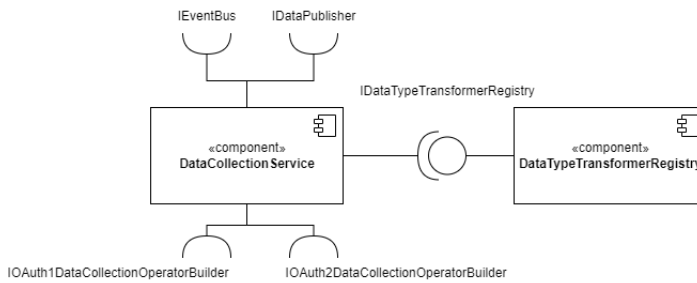 IEventBus
IDataPublisher
IDataTypeTransformerRegistry
«component»
DataCollectionService
«component»
DataTypeTransformerRegistry
IOAuth1DataCollectionOperatorBuilder
IOAuth2DataCollectionOperatorBuilder